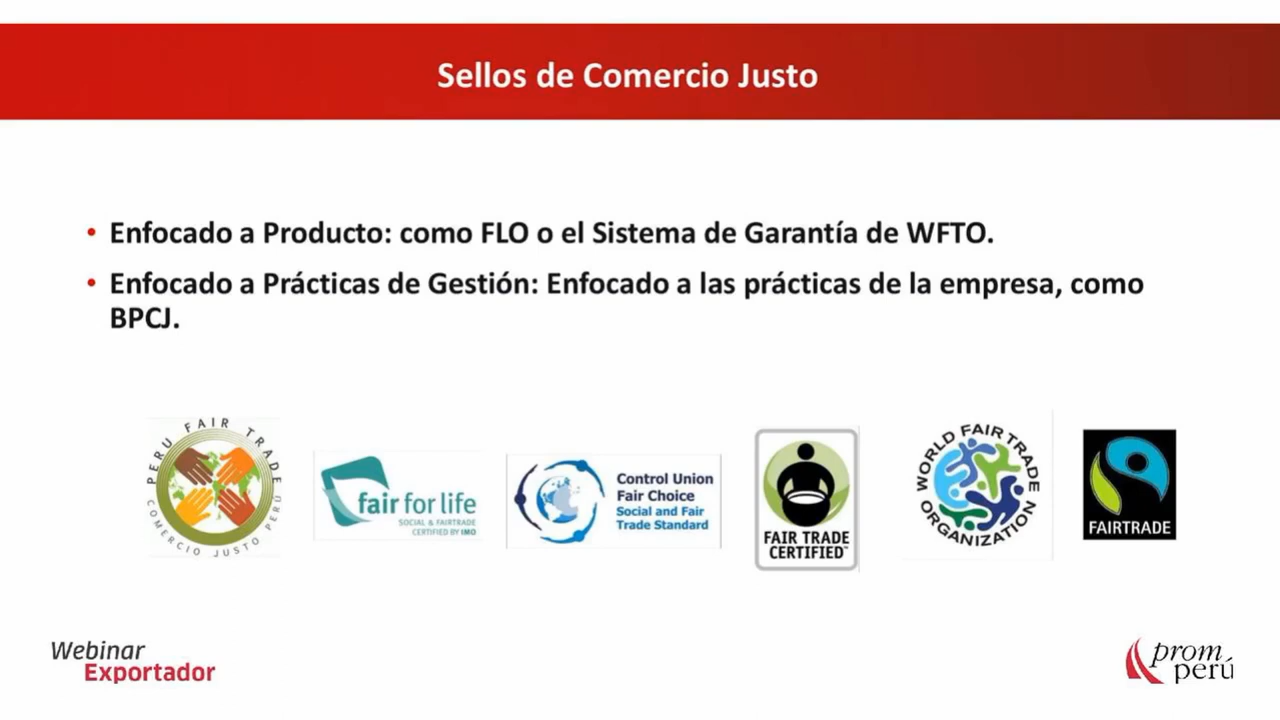 Sellos de Comercio Justo
• Enfocado a Producto: como FLO o el Sistema de Garantía de WFTO.
• Enfocado a Prácticas de Gestión: Enfocado a las prácticas de la empresa, como
BPCJ.
PERU FAIR TRADE
COMERCIO JUSTO PERÚ
fair for life
SOCIAL & FAIRTRADE
CERTIFIED BY IMO
Control Union
Fair Choice
Social and Fair
Trade Standard
FAIR TRADE
CERTIFIED™
WORLD FAIR TRADE
ORGANIZATION
FAIRTRADE
Webinar
Exportador
prom
perú